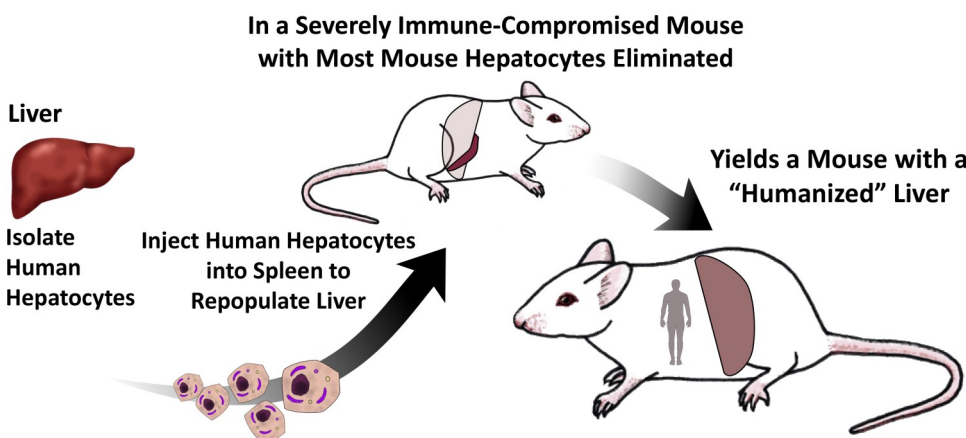 In a Severely Immune-Compromised Mouse
with Most Mouse Hepatocytes Eliminated
Liver
Isolate
Human
Hepatocytes
Inject Human Hepatocytes
into Spleen to
Repopulate Liver
Yields a Mouse with a
“Humanized” Liver